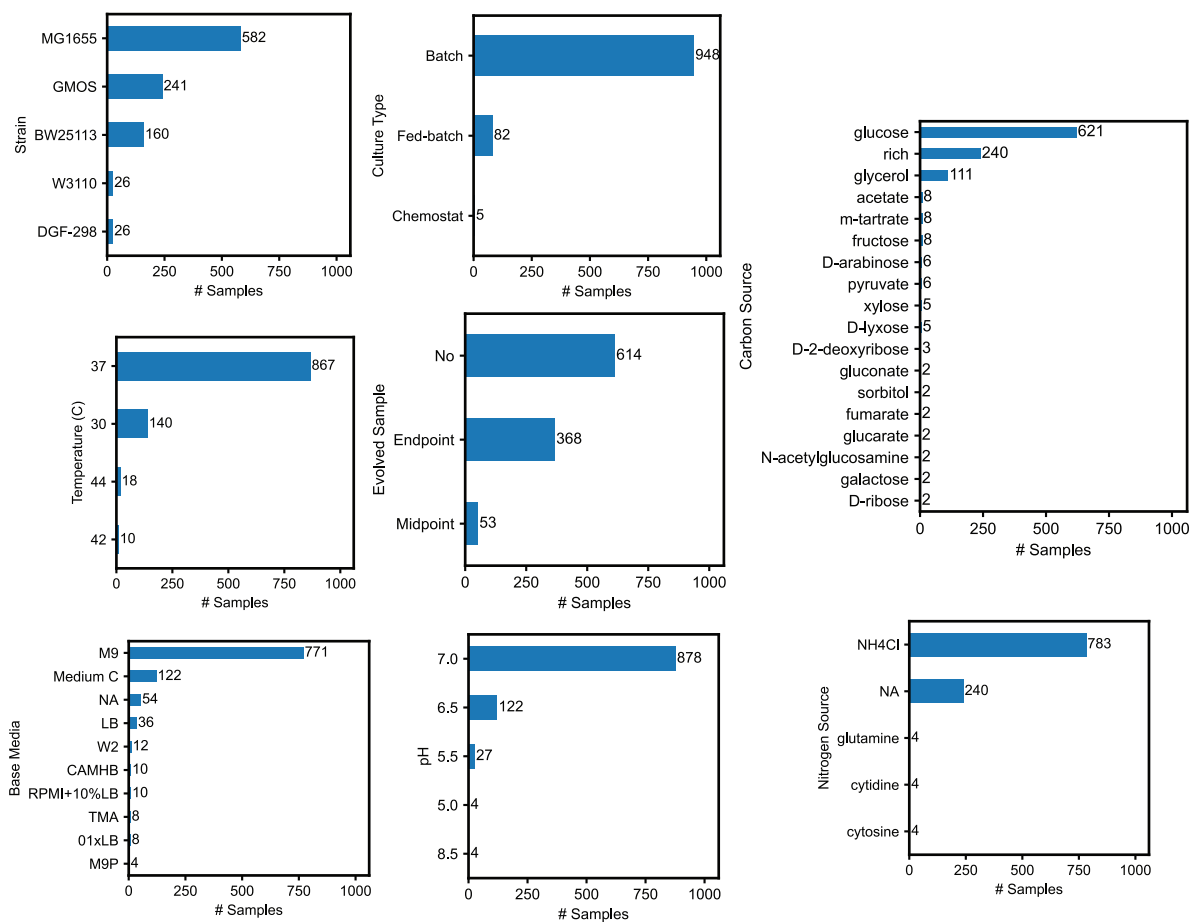 MG1655 582
GMOS 241
BW25113 160
W3110 26
DGF-298 26
Strain
0 250 500 750 1000
# Samples
Batch 948
Fed-batch 82
Chemostat 5
Culture Type
0 250 500 750 1000
# Samples
glucose 621
rich 240
glycerol 111
acetate 8
m-tartrate 8
fructose 8
D-arabinose 6
pyruvate 6
xylose 5
D-lyxose 5
D-2-deoxyribose 3
gluconate 2
sorbitol 2
fumarate 2
glucarate 2
N-acetylglucosamine 2
galactose 2
D-ribose 2
Carbon Source
0 250 500 750 1000
# Samples
37 867
30 140
44 18
42 10
Temperature (C)
0 250 500 750 1000
# Samples
No 614
Endpoint 368
Midpoint 53
Evolved Sample
0 250 500 750 1000
# Samples
M9 771
Medium C 122
NA 54
LB 36
W2 12
CAMHB 10
RPMI+10%LB 10
TMA 8
01xLB 8
M9P 4
Base Media
0 250 500 750 1000
# Samples
7.0 878
6.5 122
5.5 27
5.0 4
8.5 4
pH
0 250 500 750 1000
# Samples
NH4Cl 783
NA 240
glutamine 4
cytidine 4
cytosine 4
Nitrogen Source
0 250 500 750 1000
# Samples